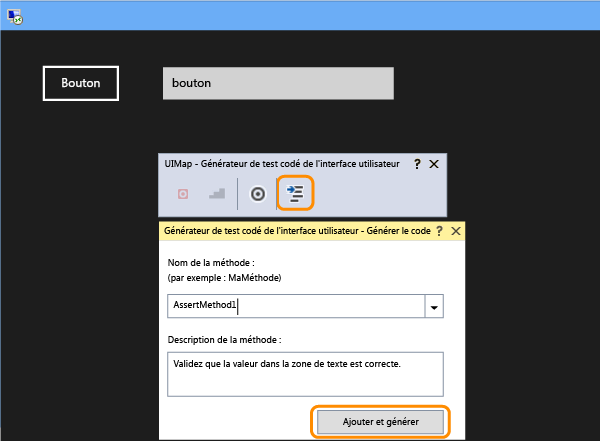 Bouton
bouton
UIMap - Générateur de test codé de l'interface utilisateur ?
Générateur de test codé de l'interface utilisateur - Générer le code ?
Nom de la méthode :
(par exemple : MaMéthode)
AssertMethod1
Description de la méthode :
Validez que la valeur dans la zone de texte est correcte.
Ajouter et générer